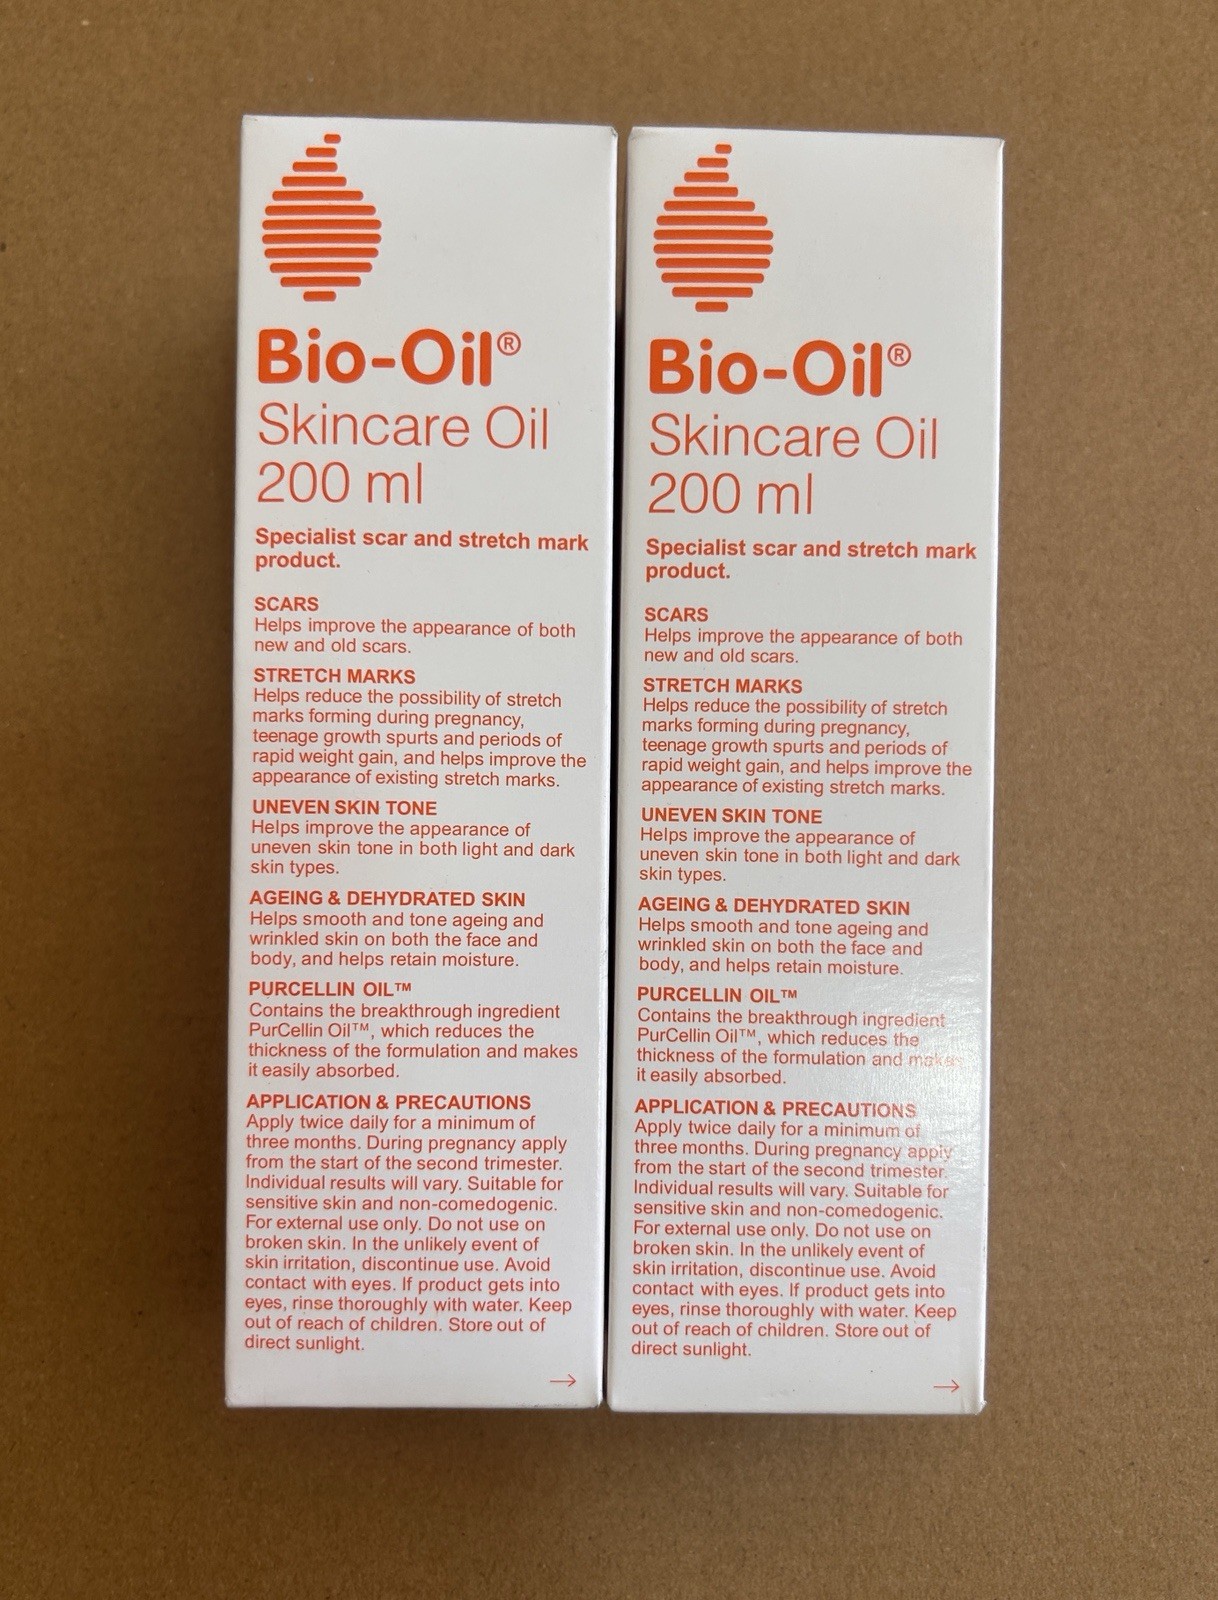 Bio-Oil®
Skincare Oil
200 ml
Specialist scar and stretch mark
product.
SCARS
Helps improve the appearance of both
new and old scars.
STRETCH MARKS
Helps reduce the possibility of stretch
marks forming during pregnancy,
teenage growth spurts and periods of
rapid weight gain, and helps improve the
appearance of existing stretch marks.
UNEVEN SKIN TONE
Helps improve the appearance of
uneven skin tone in both light and dark
skin types.
AGEING & DEHYDRATED SKIN
Helps smooth and tone ageing and
wrinkled skin on both the face and
body, and helps retain moisture.
PURCELLIN OIL™
Contains the breakthrough ingredient
PurCellin Oil™, which reduces the
thickness of the formulation and makes
it easily absorbed.
APPLICATION & PRECAUTIONS
Apply twice daily for a minimum of
three months. During pregnancy apply
from the start of the second trimester.
Individual results will vary. Suitable for
sensitive skin and non-comedogenic.
For external use only. Do not use on
broken skin. In the unlikely event of
skin irritation, discontinue use. Avoid
contact with eyes. If product gets into
eyes, rinse thoroughly with water. Keep
out of reach of children. Store out of
direct sunlight.
→
Bio-Oil®
Skincare Oil
200 ml
Specialist scar and stretch mark
product.
SCARS
Helps improve the appearance of both
new and old scars.
STRETCH MARKS
Helps reduce the possibility of stretch
marks forming during pregnancy,
teenage growth spurts and periods of
rapid weight gain, and helps improve the
appearance of existing stretch marks.
UNEVEN SKIN TONE
Helps improve the appearance of
uneven skin tone in both light and dark
skin types.
AGEING & DEHYDRATED SKIN
Helps smooth and tone ageing and
wrinkled skin on both the face and
body, and helps retain moisture.
PURCELLIN OIL™
Contains the breakthrough ingredient
PurCellin Oil™, which reduces the
thickness of the formulation and makes
it easily absorbed.
APPLICATION & PRECAUTIONS
Apply twice daily for a minimum of
three months. During pregnancy apply
from the start of the second trimester.
Individual results will vary. Suitable for
sensitive skin and non-comedogenic.
For external use only. Do not use on
broken skin. In the unlikely event of
skin irritation, discontinue use. Avoid
contact with eyes. If product gets into
eyes, rinse thoroughly with water. Keep
out of reach of children. Store out of
direct sunlight.
→